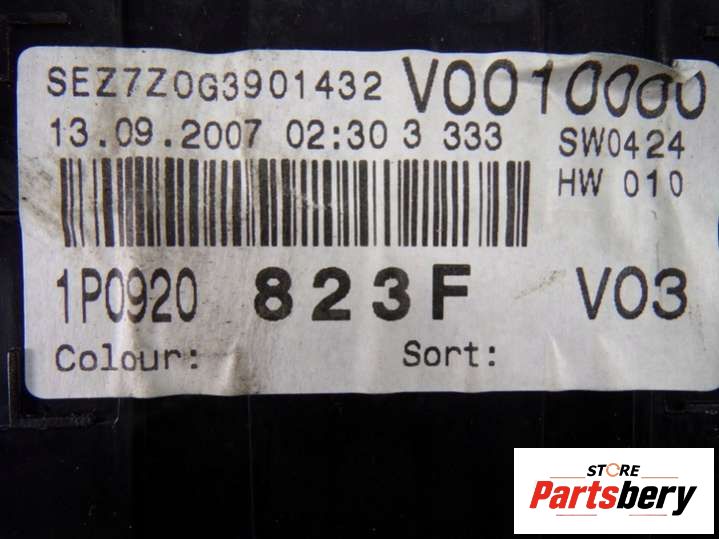 SEZ7Z0G3901432 V0010000
13.09.2007 02:30 3 333 SW0424
HW 010
1P0920 823F V03
Colour: Sort:
STORE
Partsbery